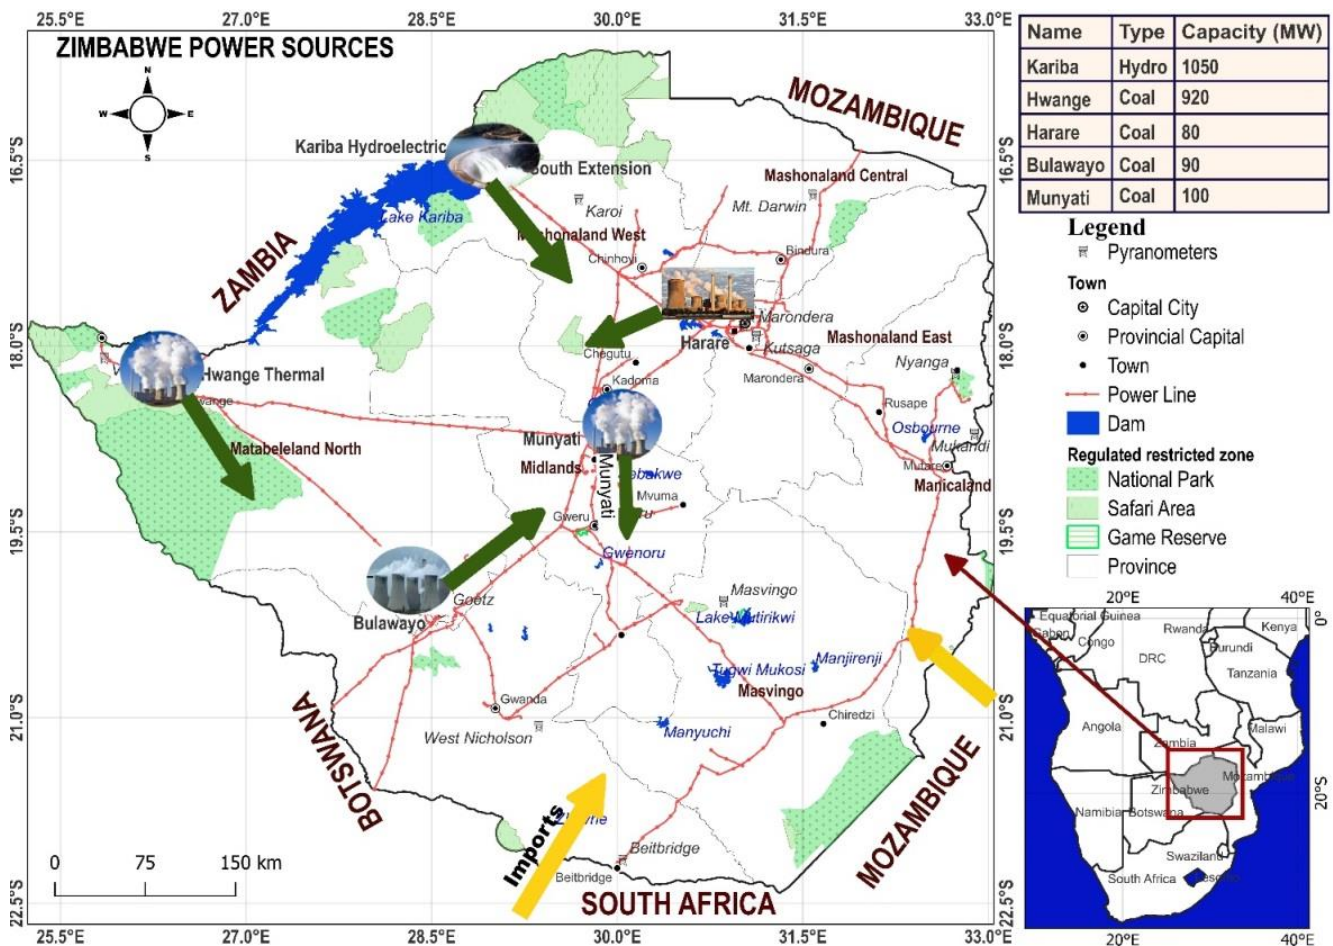 25.5°E 27.0°E 28.5°E 30.0°E 31.5°E 33.0°E
ZIMBABWE POWER SOURCES
N
W E
S
Name Type Capacity (MW)
Kariba Hydro 1050
Hwange Coal 920
Harare Coal 80
Bulawayo Coal 90
Munyati Coal 100
Legend
Pyranometers
Town
Capital City
Provincial Capital
Town
Power Line
Dam
Regulated restricted zone
National Park
Safari Area
Game Reserve
Province
16.5°S
18.0°S
19.5°S
21.0°S
22.5°S
16.5°S
18.0°S
19.5°S
21.0°S
22.5°S
MOZAMBIQUE
Kariba Hydroelectric
South Extension
Mashonaland Central
Lake Kariba
Karoi
Mt. Darwin
ZAMBIA
Mashonaland West
Chinhoyi
Bindura
Marondera
Harare
Kutsaga
Mashonaland East
Chegutu
Marondera
Nyanga
Hwange Thermal
Kadoma
Rusape
Osbourne
Mukandi
Munyati
Matabeleland North
Midlands
Munyati
Mutare
Manicaland
Mvuma
Gweru
Gwenoru
Goetz
Bulawayo
Masvingo
Lake Mutirikwi
Tugwi Mukosi
Manjirenji
Masvingo
Gwanda
West Nicholson
Manyuchi
Chiredzi
BOTSWANA
MOZAMBIQUE
Imports
Beitbridge
Beitbridge
SOUTH AFRICA
0 75 150 km
25.5°E 27.0°E 28.5°E 30.0°E 31.5°E 33.0°E
20°E 40°E
0°
20°S
Equatorial Guinea
Gabon
Congo
Rwanda
Kenya
Burundi
DRC
Tanzania
Angola
Malawi
Zambia
Mozambique
Zimbabwe
Namibia
Botswana
Swaziland
South Africa
Lesotho
20°E 40°E